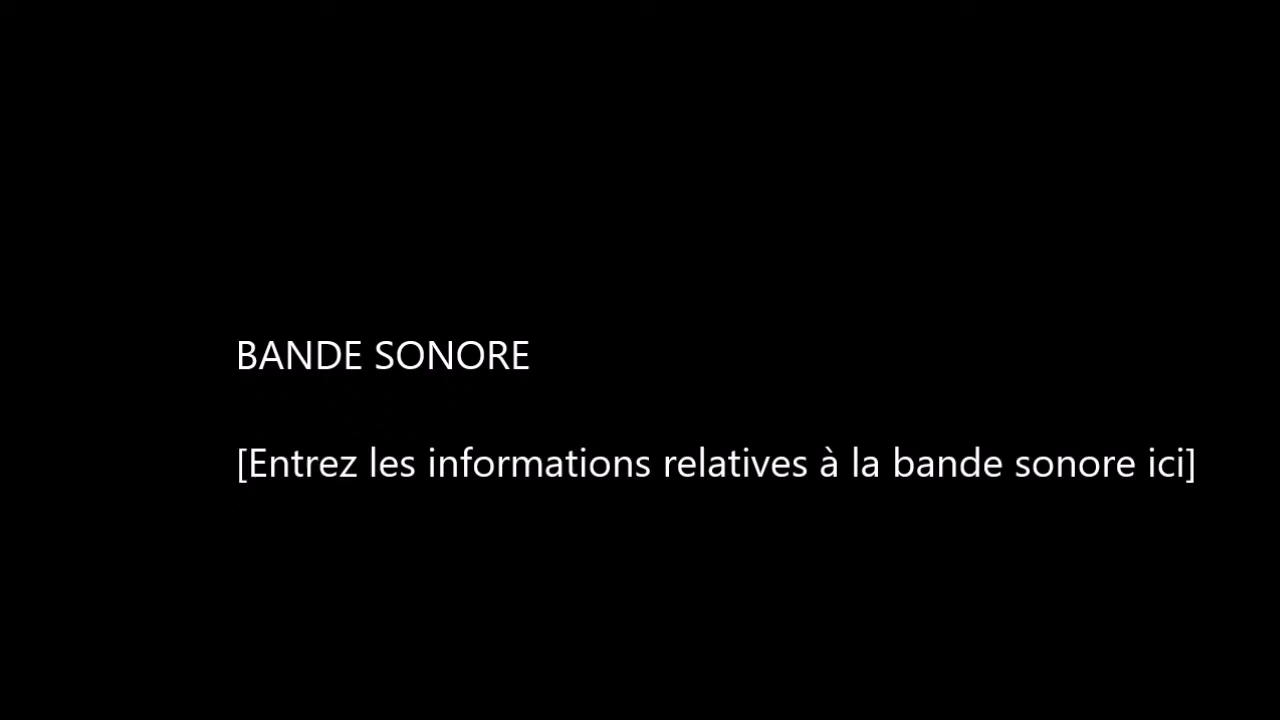 BANDE SONORE
[Entrez les informations relatives à la bande sonore ici]